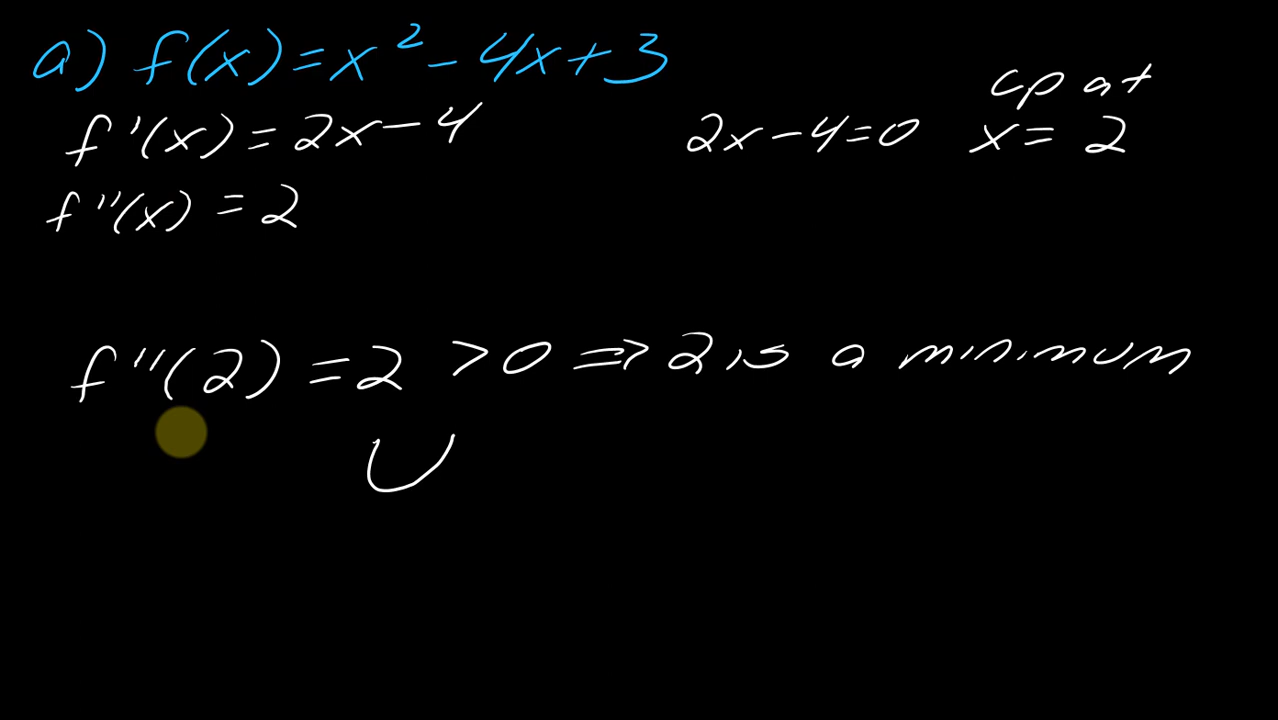 a) f(x) = x² - 4x + 3
cp at
f'(x) = 2x - 4 2x - 4 = 0 x = 2
f''(x) = 2
f''(2) = 2 > 0 ⇒ 2 is a minimum